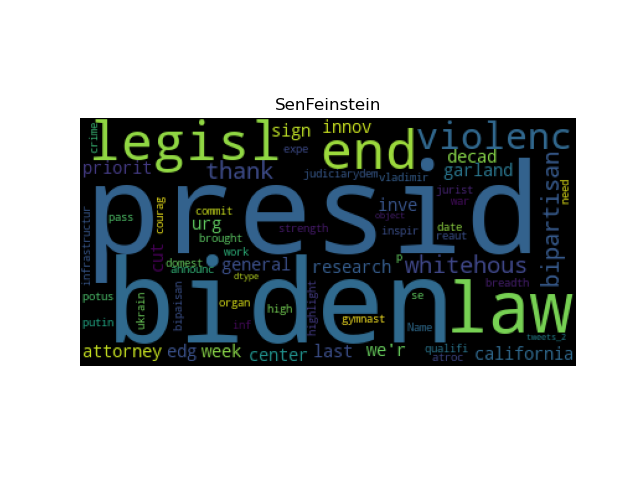 SenFeinstein
legisl
sign
innov
violenc
crime
expe
end
decad
priorit
thank
judiciarydem
vladimir
garland
bipartisan
need
presid
jurist
war
inve
courag
commit
object
infrastructur
pass
urg
strength
inspir
date
reaut
brought
work
cut
domest
announc
general
research
p
whitehous
biden
law
dtype
breadth
potus
ukrain
bipaisan
organ
high
highlight
se
putin
inf
gymnast
Name
tweets_2
attorney
edg
week
center
last
we'r
qualifi
atroc
california